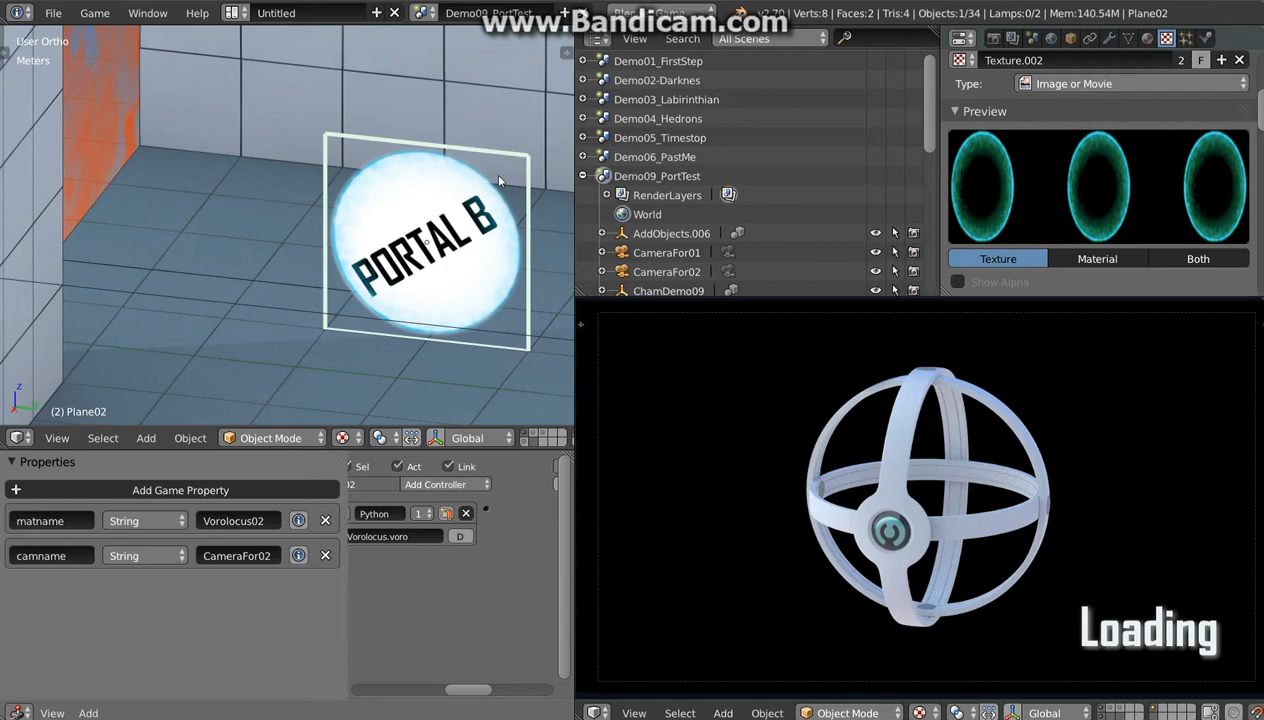 www.Bandicam.com
File Game Window Help Untitled Demo09_PortTest v2.70 | Verts:8 | Faces:2 | Tris:4 | Objects:1/34 | Lamps:0/2 | Mem:140.54M | Plane02
User Ortho
Meters
PORTAL B
(2) Plane02
View Select Add Object Object Mode Global
View Search All Scenes
Demo01_FirstStep
Demo02-Darknes
Demo03_Labirinthian
Demo04_Hedrons
Demo05_Timestop
Demo06_PastMe
Demo09_PortTest
RenderLayers
World
AddObjects.006
CameraFor01
CameraFor02
ChamDemo09
Texture.002 2 F
Type: Image or Movie
Preview
Texture Material Both
Show Alpha
Properties
Add Game Property
matname String Vorolocus02
camname String CameraFor02
Sel Act Link
02 Add Controller
Python 1
Vorolocus.voro D
View Add
Loading
View Select Add Object Object Mode Global